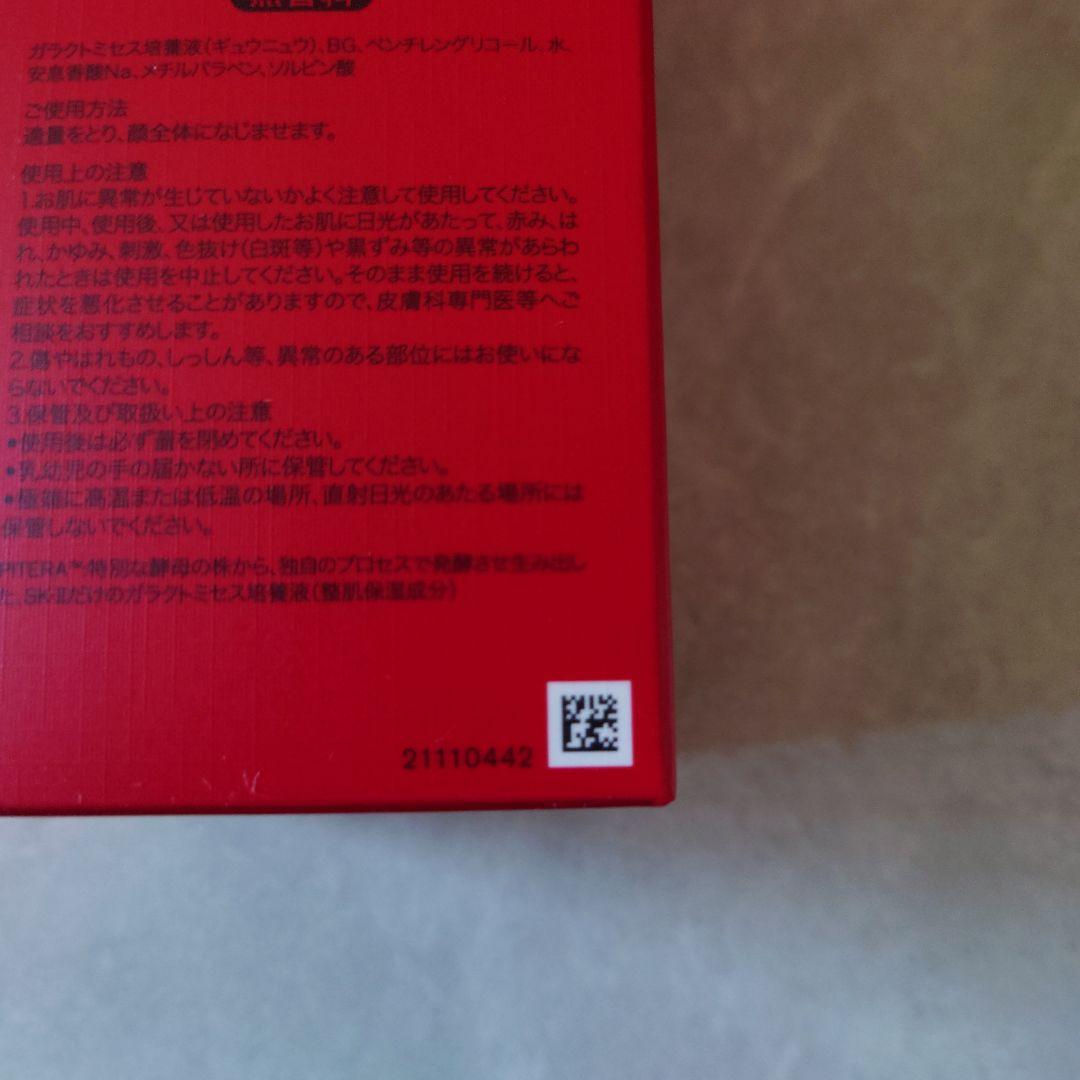 無香料
ガラクトミセス培養液(ギュウニュウ)、BG、ペンチレングリコール、水、
安息香酸Na、メチルパラベン、ソルビン酸
ご使用方法
適量をとり、顔全体になじませます。
使用上の注意
1.お肌に異常が生じていないかよく注意して使用してください。
使用中、使用後、又は使用したお肌に日光があたって、赤み、は
れ、かゆみ、刺激、色抜け(白斑等)や黒ずみ等の異常があらわ
れたときは使用を中止してください。そのまま使用を続けると、
症状を悪化させることがありますので、皮膚科専門医等へご
相談をおすすめします。
2.傷やはれもの、しっしん等、異常のある部位にはお使いにな
らないでください。
3.保管及び取扱い上の注意
•使用後は必ず蓋を閉めてください。
•乳幼児の手の届かない所に保管してください。
•極端に高温または低温の場所、直射日光のあたる場所には
保管しないでください。
PITERA™:特別な酵母の株から、独自のプロセスで発酵させ生み出し
た、SK-IIだけのガラクトミセス培養液(整肌保湿成分)
21110442